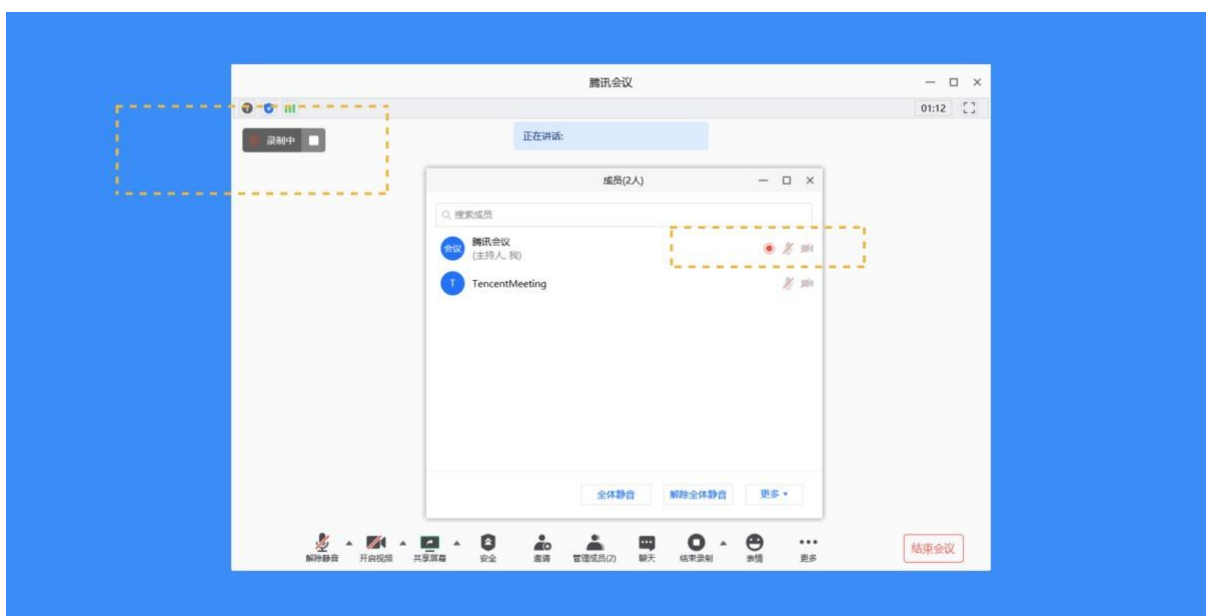 腾讯会议
01:12
录制中
正在讲话:
成员(2人)
搜索成员
会议
腾讯会议
(主持人, 我)
T
TencentMeeting
全体静音
解除全体静音
更多
解除静音
开启视频
共享屏幕
安全
邀请
管理成员(2)
聊天
结束录制
表情
更多
结束会议